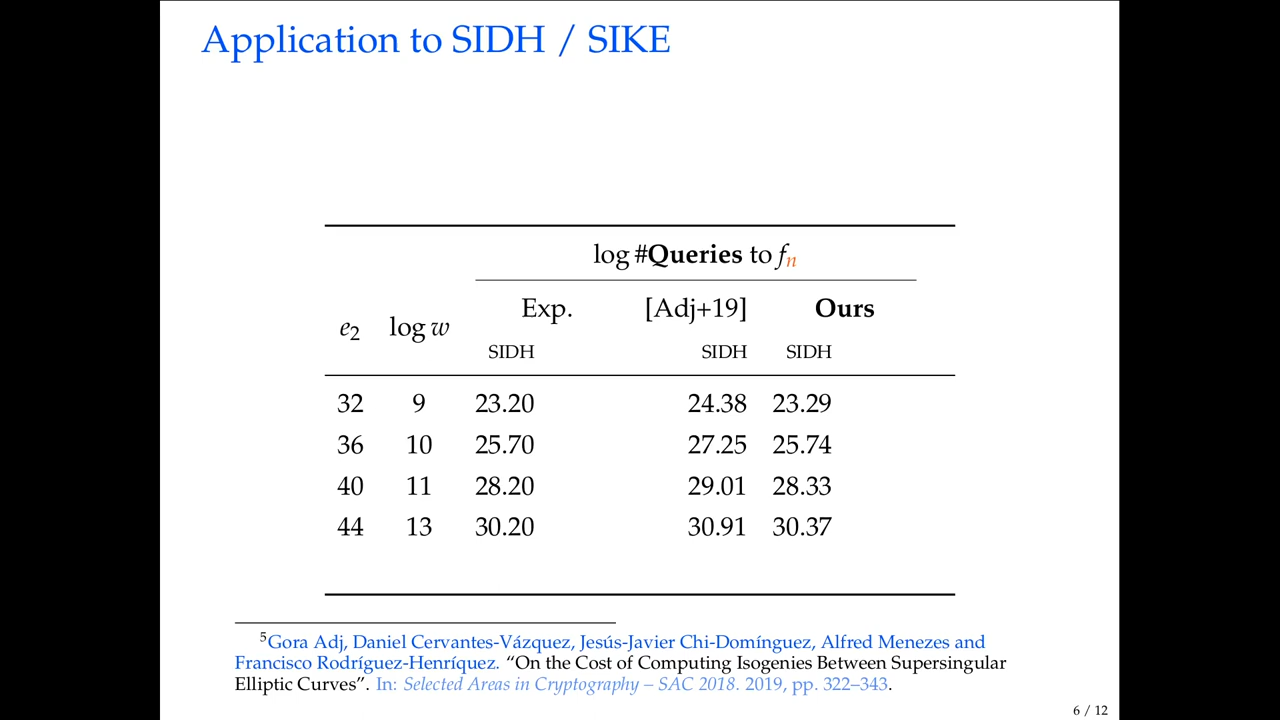 Application to SIDH / SIKE
log #Queries to fn
e2 log w Exp. [Adj+19] Ours
SIDH SIDH SIDH
32 9 23.20 24.38 23.29
36 10 25.70 27.25 25.74
40 11 28.20 29.01 28.33
44 13 30.20 30.91 30.37
5Gora Adj, Daniel Cervantes-Vázquez, Jesús-Javier Chi-Domínguez, Alfred Menezes and
Francisco Rodríguez-Henríquez. “On the Cost of Computing Isogenies Between Supersingular
Elliptic Curves”. In: Selected Areas in Cryptography – SAC 2018. 2019, pp. 322–343.
6 / 12